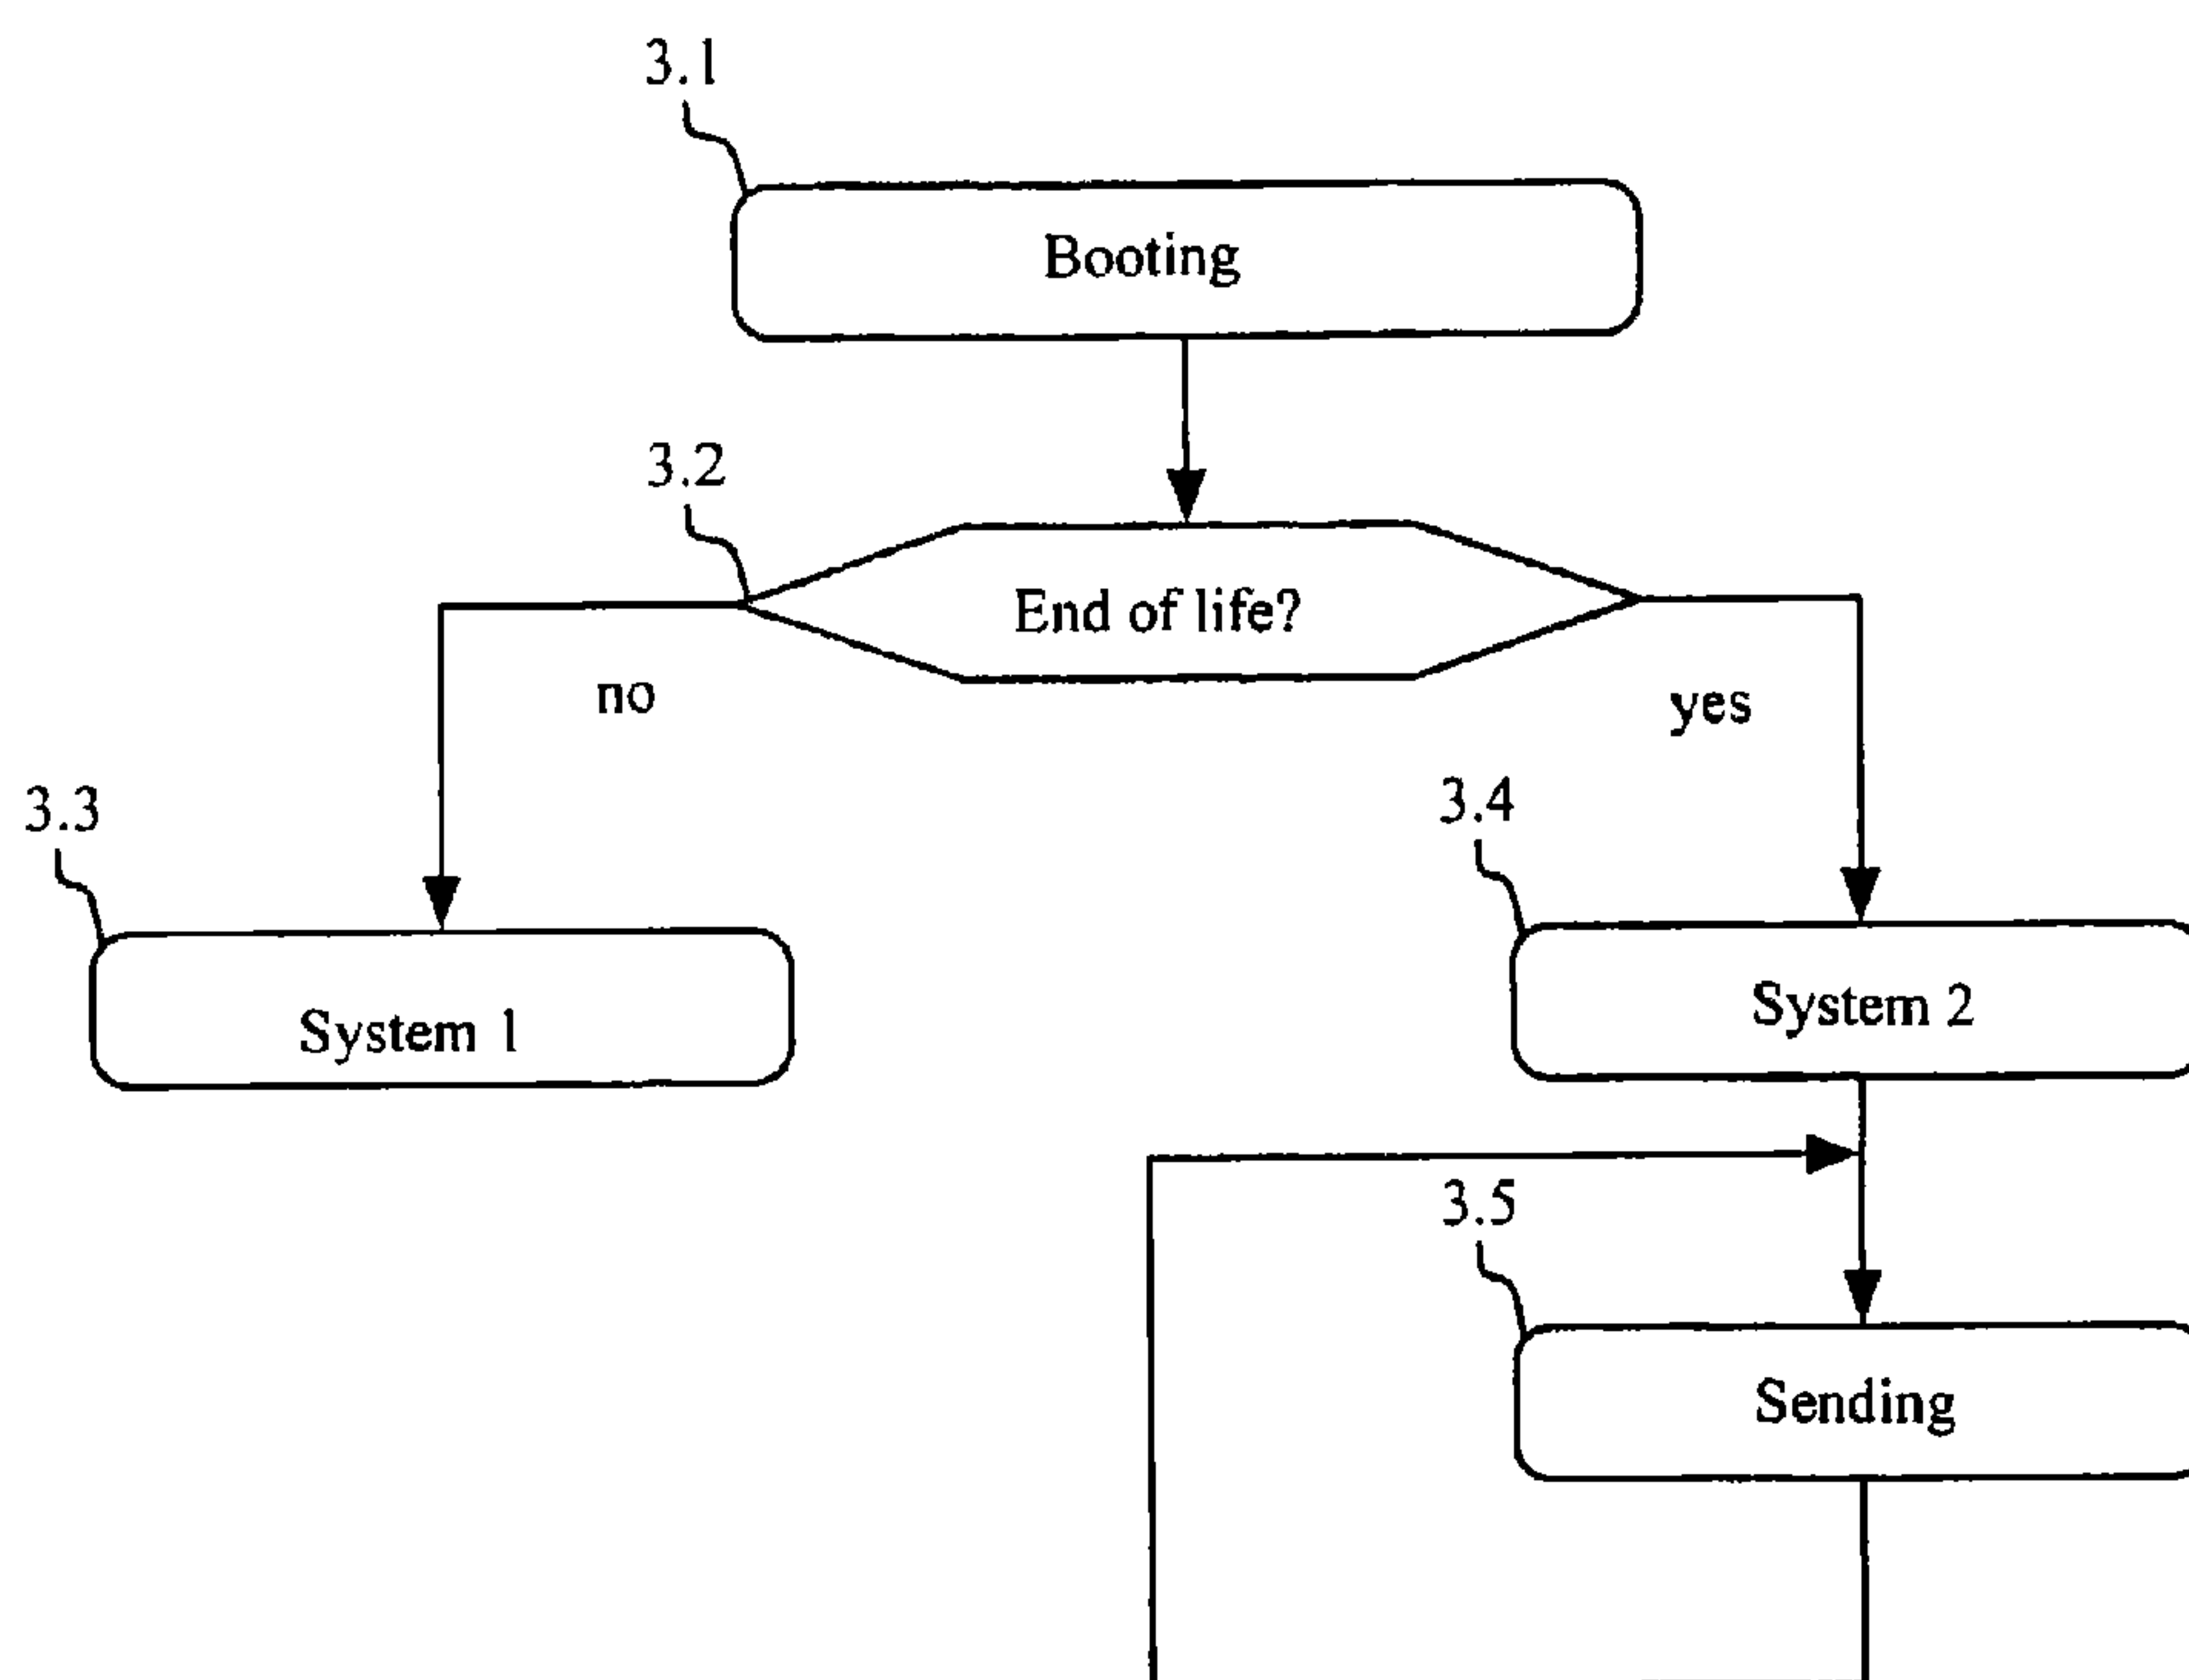 3.1
Booting
3.2
End of life?
no
yes
3.3
3.4
System 1
System 2
3.5
Sending